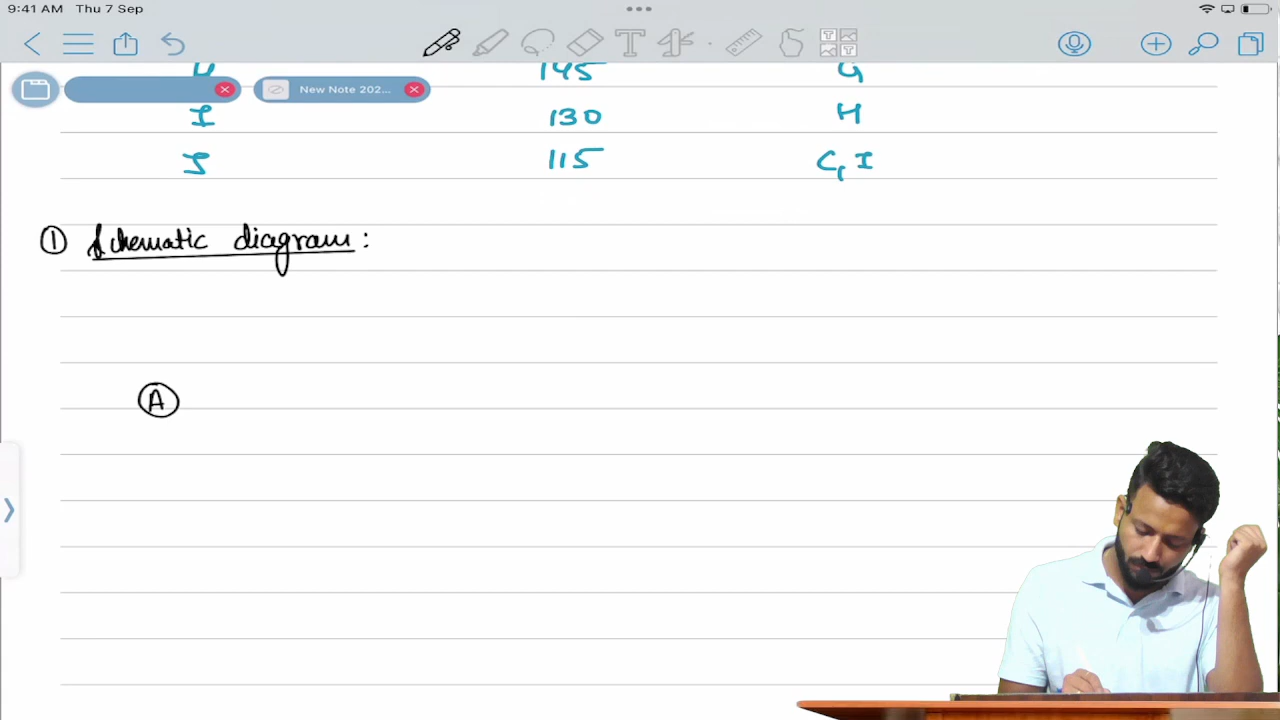 9:41 AM Thu 7 Sep
145 G
New Note 202...
I 130 H
J 115 C, I
① Schematic diagram:
A